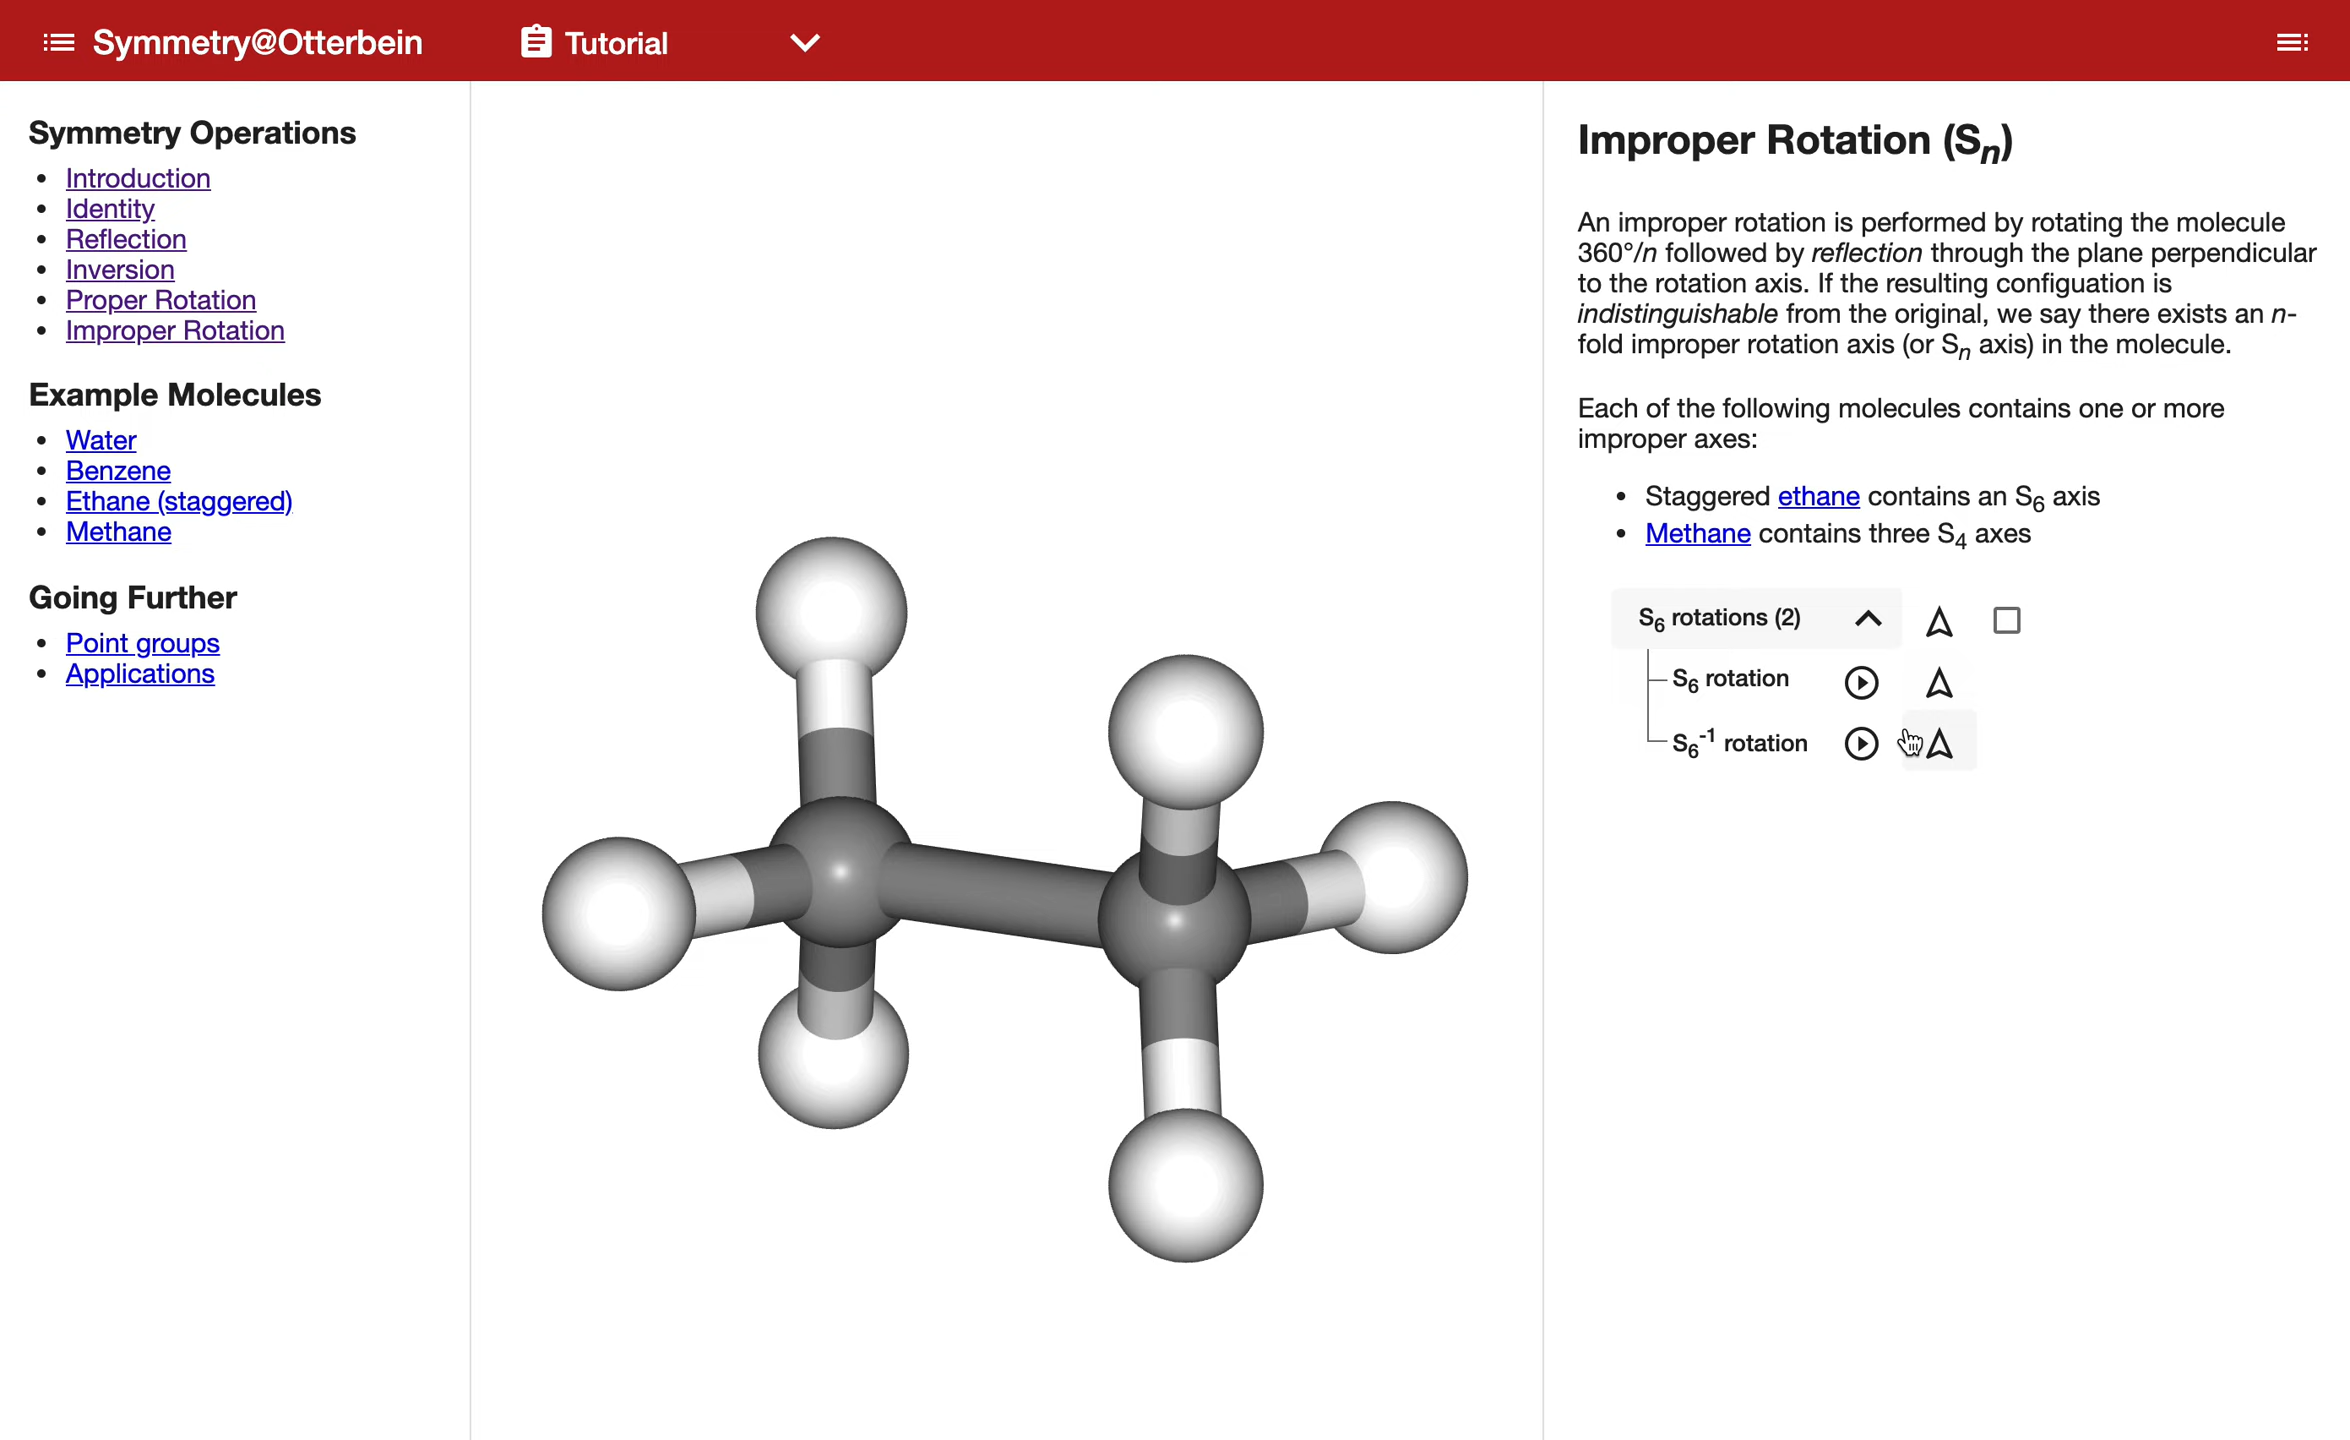 Symmetry@Otterbein
Tutorial
Symmetry Operations
Introduction
Identity
Reflection
Inversion
Proper Rotation
Improper Rotation
Example Molecules
Water
Benzene
Ethane (staggered)
Methane
Going Further
Point groups
Applications
Improper Rotation (Sn)
An improper rotation is performed by rotating the molecule
360°/n followed by reflection through the plane perpendicular
to the rotation axis. If the resulting configuation is
indistinguishable from the original, we say there exists an n-
fold improper rotation axis (or Sn axis) in the molecule.
Each of the following molecules contains one or more
improper axes:
Staggered ethane contains an S6 axis
Methane contains three S4 axes
S6 rotations (2)
S6 rotation
S6-1 rotation